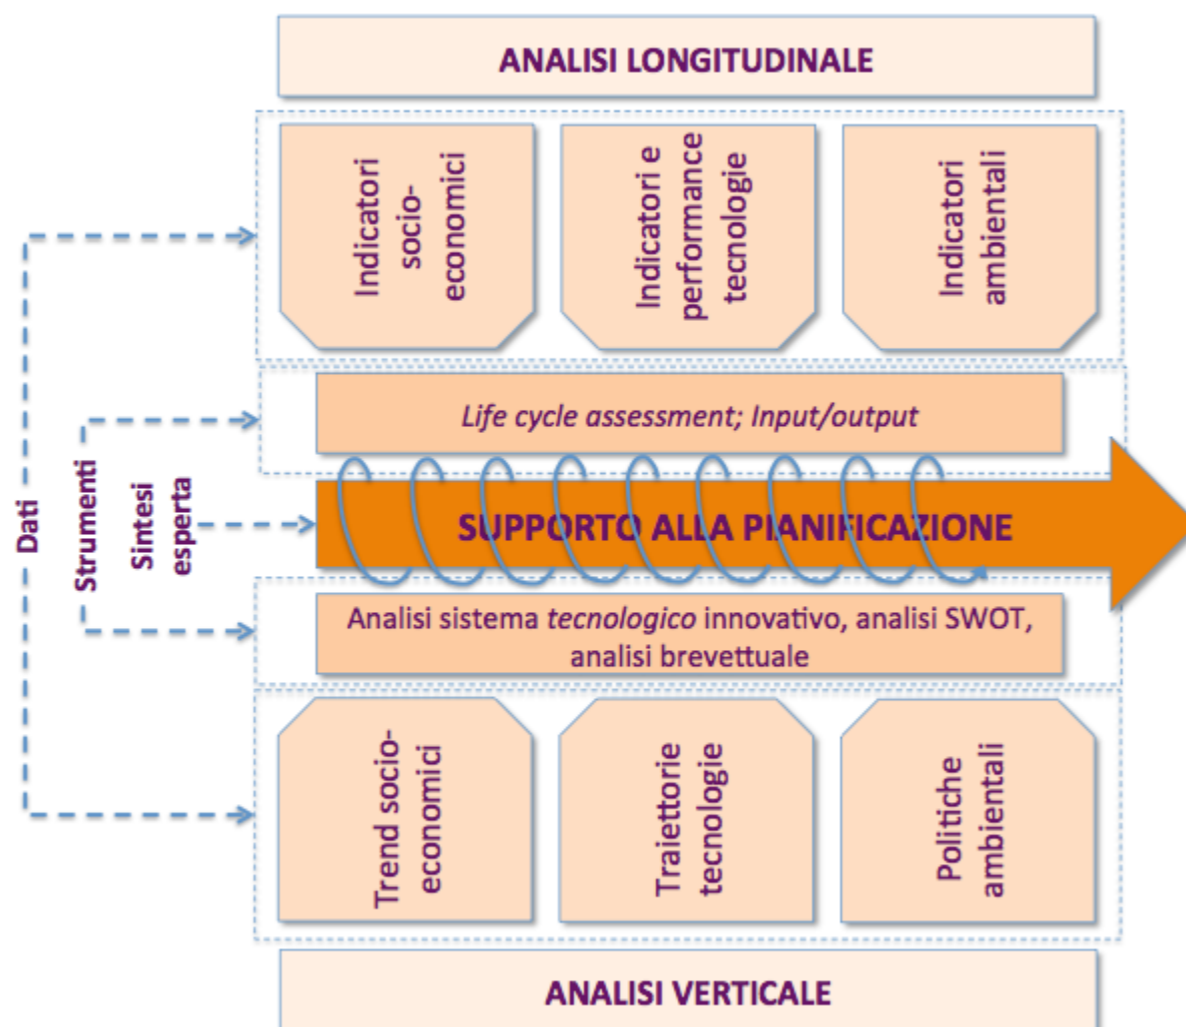 ANALISI LONGITUDINALE
Indicatori
socio-
economici
Indicatori e
performance
tecnologie
Indicatori
ambientali
Life cycle assessment; Input/output
Dati
Strumenti
Sintesi
esperta
SUPPORTO ALLA PIANIFICAZIONE
Analisi sistema tecnologico innovativo, analisi SWOT,
analisi brevettuale
Trend socio-
economici
Traiettorie
tecnologie
Politiche
ambientali
ANALISI VERTICALE